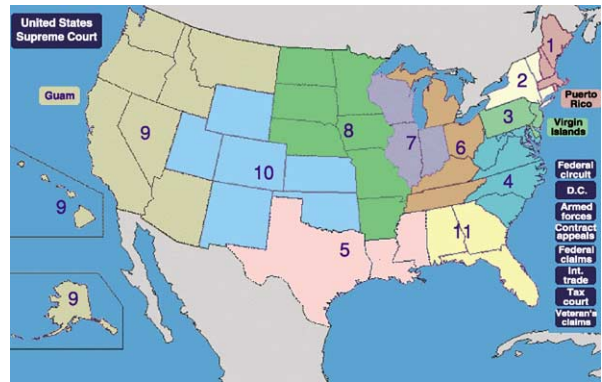 United States
Supreme Court
1
2
Guam
Puerto
Rico
3
Virgin
Islands
9
8
7
6
10
4
Federal
circuit
D.C.
9
Armed
forces
5
11
Contract
appeals
Federal
claims
Int.
trade
9
Tax
court
Veteran's
claims